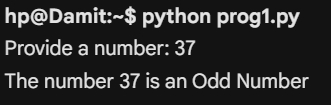 hp@Damit:~$ python prog1.py
Provide a number: 37
The number 37 is an Odd Number